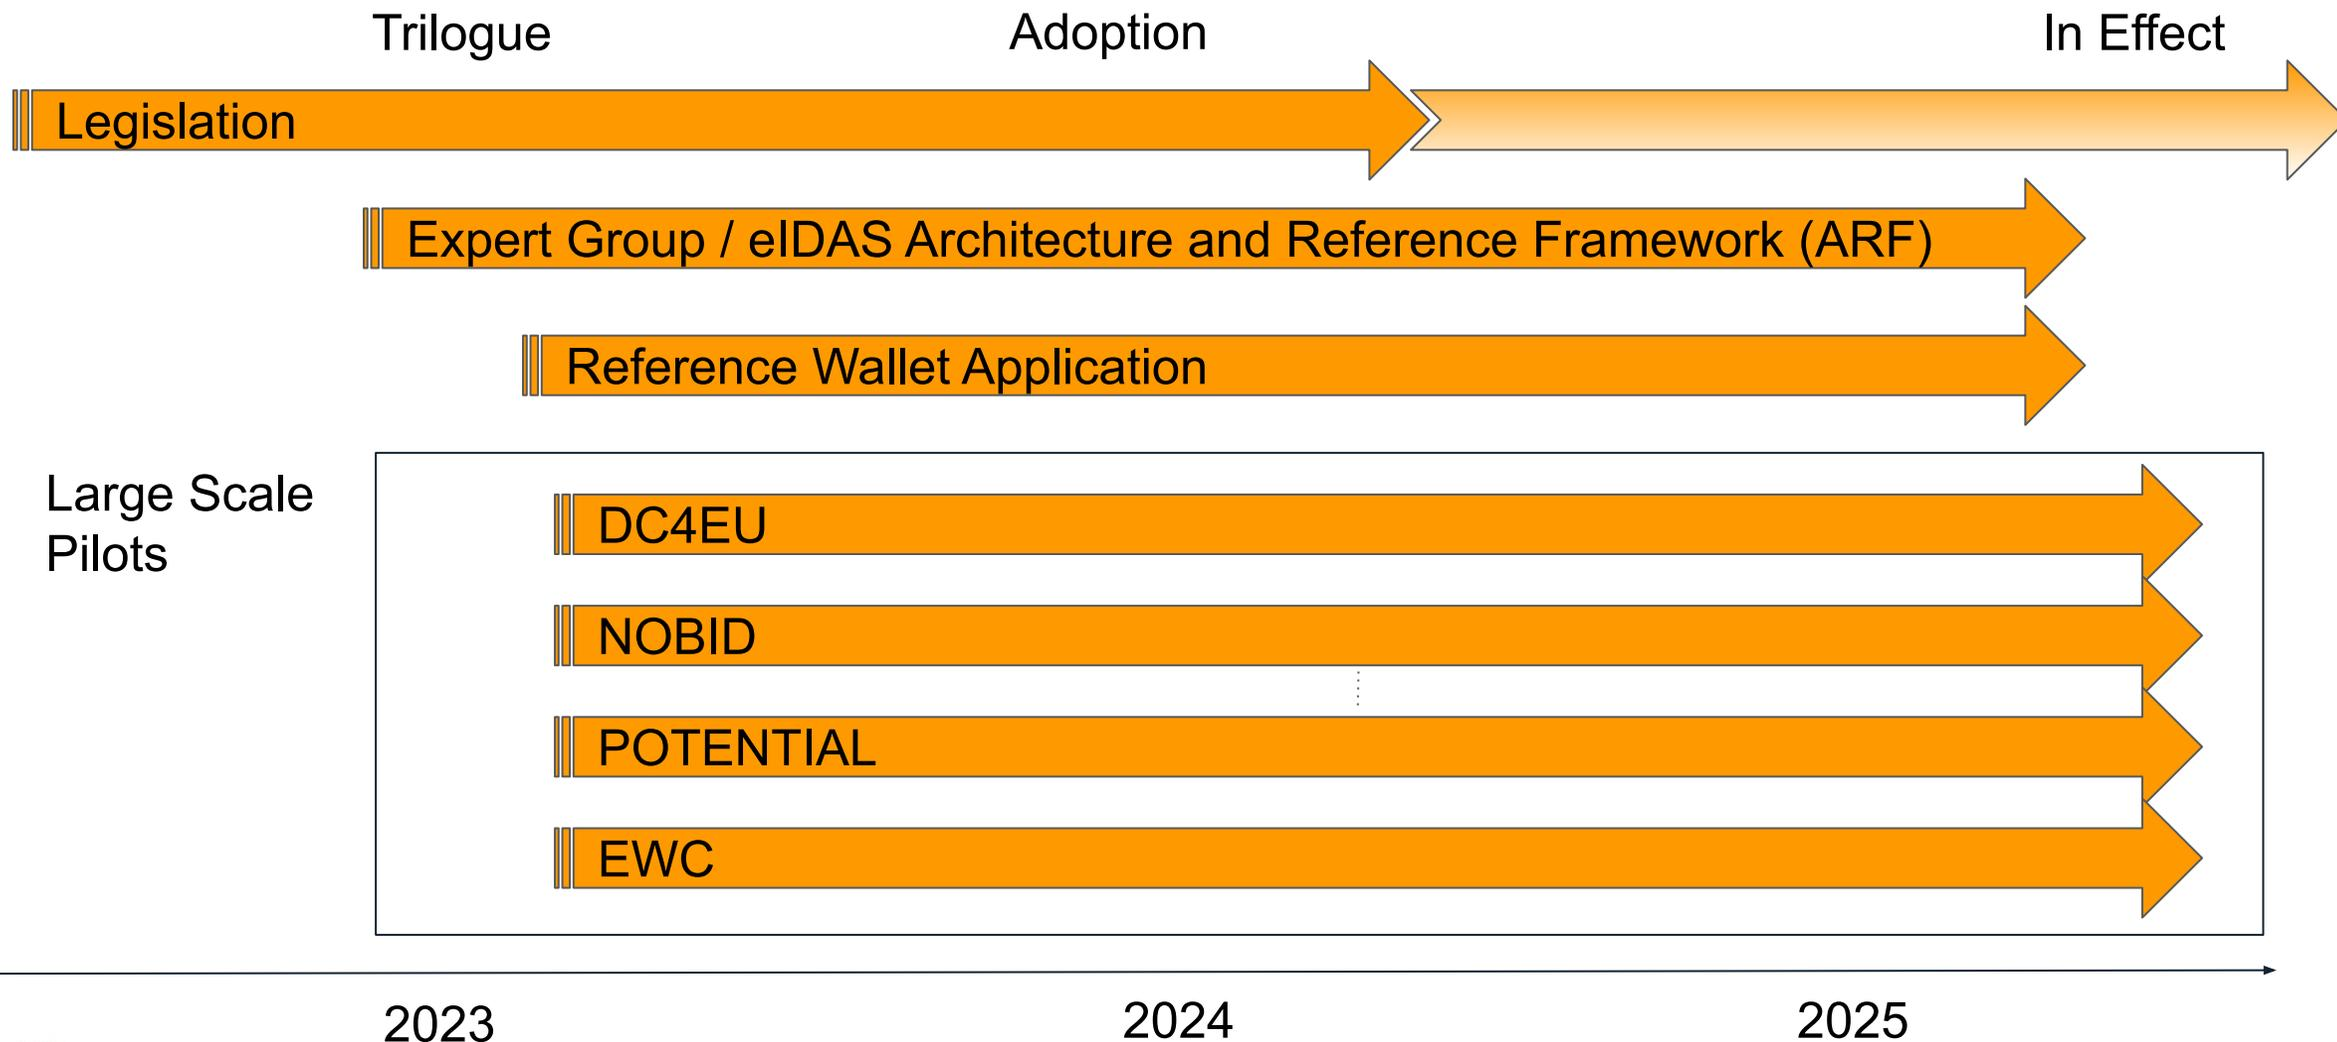 Trilogue
Adoption
In Effect
Legislation
Expert Group / eIDAS Architecture and Reference Framework (ARF)
Reference Wallet Application
Large Scale
Pilots
DC4EU
NOBID
POTENTIAL
EWC
2023
2024
2025